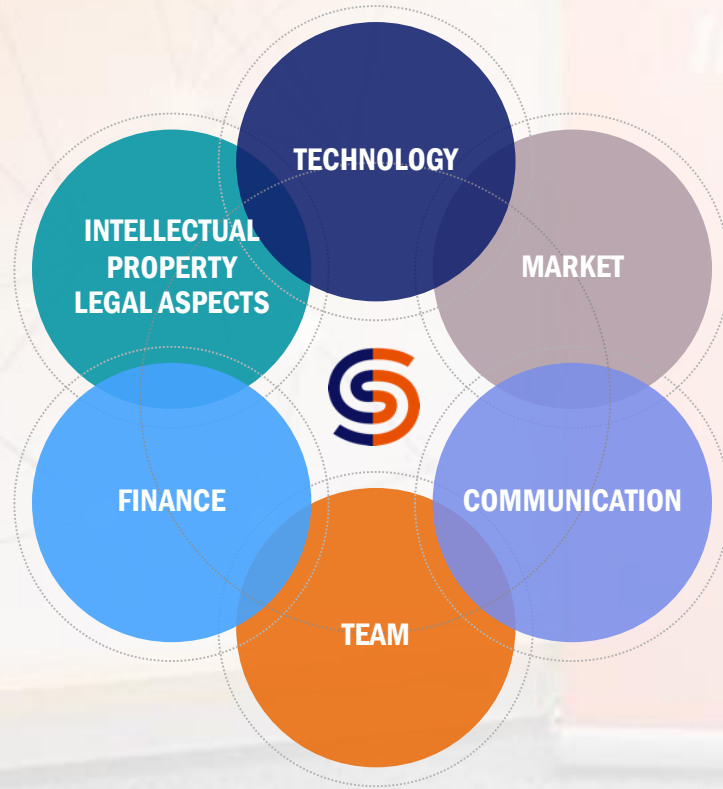 TECHNOLOGY
INTELLECTUAL
PROPERTY
LEGAL ASPECTS
MARKET
FINANCE
COMMUNICATION
TEAM